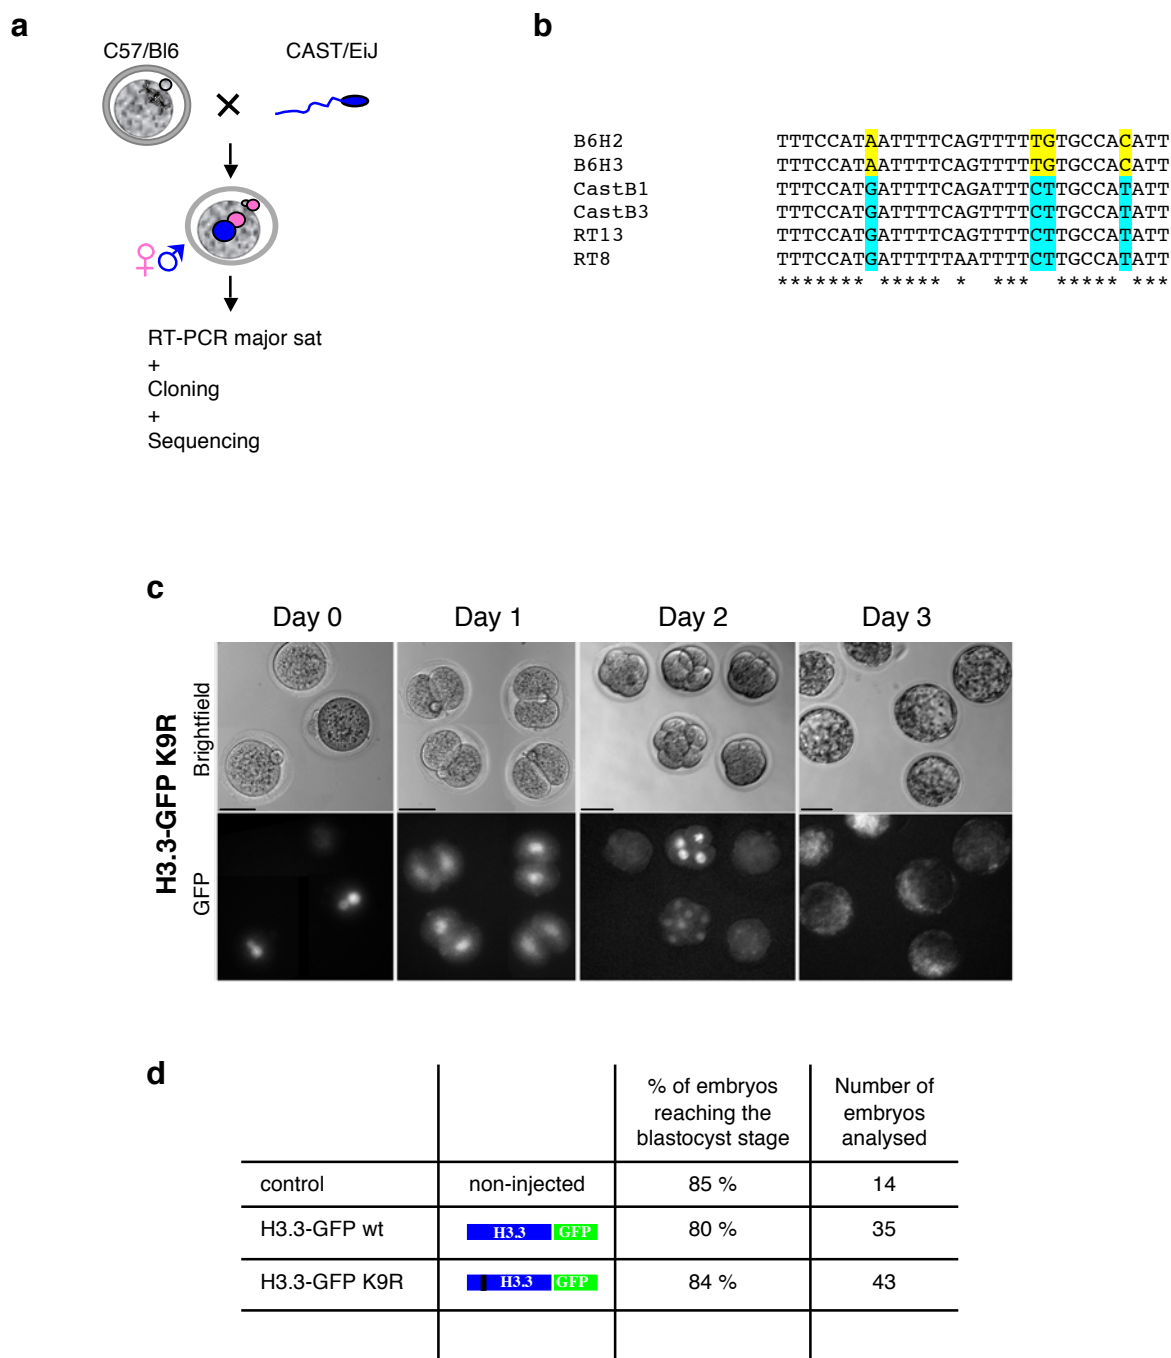 a
C57/Bl6
CAST/EiJ
RT-PCR major sat
+
Cloning
+
Sequencing
b
B6H2 TTTCCATAATTTTCAGTTTTTGTGCCACATT
B6H3 TTTCCATAATTTTCAGTTTTTGTGCCACATT
CastB1 TTTCCATGATTTTCAGATTTCTTGCCATATT
CastB3 TTTCCATGATTTTCAGTTTTCTTGCCATATT
RT13 TTTCCATGATTTTCAGTTTTCTTGCCATATT
RT8 TTTCCATGATTTTTAATTTTCTTGCCATATT
******* ***** * *** ***** ***
c
Day 0 Day 1 Day 2 Day 3
H3.3-GFP K9R
Brightfield
GFP
d
% of embryos reaching the blastocyst stage
Number of embryos analysed
control non-injected 85 % 14
H3.3-GFP wt H3.3 GFP 80 % 35
H3.3-GFP K9R H3.3 GFP 84 % 43